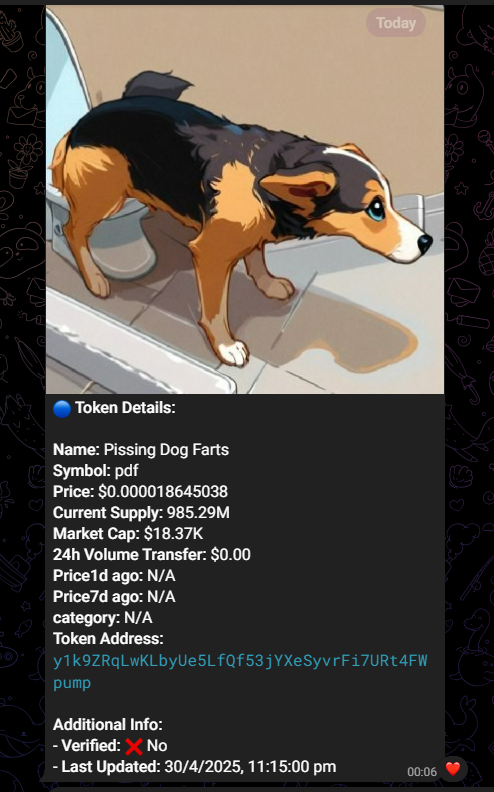 Today
🔵 Token Details:
Name: Pissing Dog Farts
Symbol: pdf
Price: $0.000018645038
Current Supply: 985.29M
Market Cap: $18.37K
24h Volume Transfer: $0.00
Price1d ago: N/A
Price7d ago: N/A
category: N/A
Token Address:
y1k9ZRqLwKLbyUe5LfQf53jYXeSyvrFi7URt4FW
pump
Additional Info:
- Verified: ❌ No
- Last Updated: 30/4/2025, 11:15:00 pm
00:06 ❤️